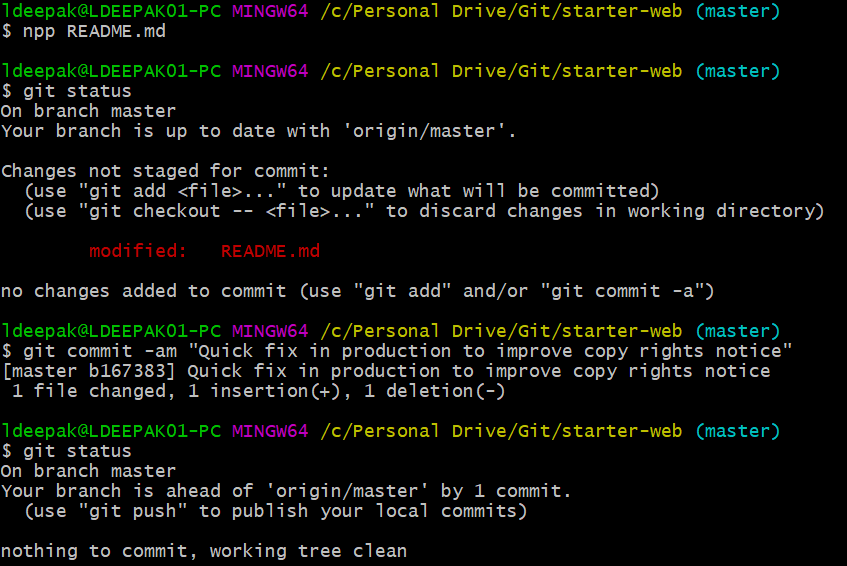 ldeepak@LDEEPAK01-PC MINGW64 /c/Personal Drive/Git/starter-web (master)
$ npp README.md
ldeepak@LDEEPAK01-PC MINGW64 /c/Personal Drive/Git/starter-web (master)
$ git status
On branch master
Your branch is up to date with 'origin/master'.
Changes not staged for commit:
  (use "git add <file>..." to update what will be committed)
  (use "git checkout -- <file>..." to discard changes in working directory)
        modified:   README.md
no changes added to commit (use "git add" and/or "git commit -a")
ldeepak@LDEEPAK01-PC MINGW64 /c/Personal Drive/Git/starter-web (master)
$ git commit -am "Quick fix in production to improve copy rights notice"
[master b167383] Quick fix in production to improve copy rights notice
 1 file changed, 1 insertion(+), 1 deletion(-)
ldeepak@LDEEPAK01-PC MINGW64 /c/Personal Drive/Git/starter-web (master)
$ git status
On branch master
Your branch is ahead of 'origin/master' by 1 commit.
  (use "git push" to publish your local commits)
nothing to commit, working tree clean